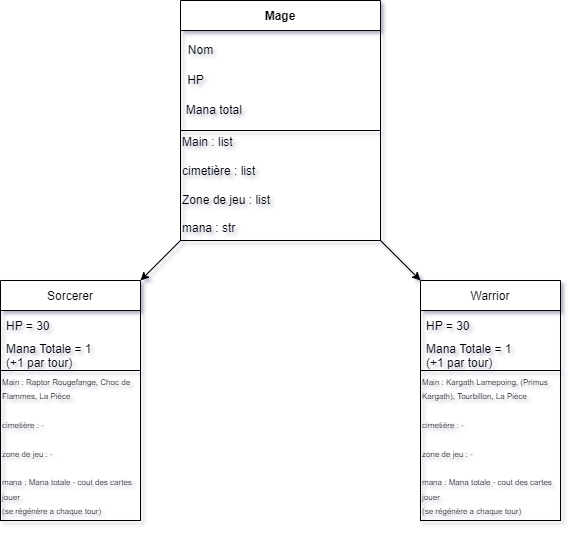 Mage
Nom
HP
Mana total
Main : list
cimetière : list
Zone de jeu : list
mana : str
Sorcerer
HP = 30
Mana Totale = 1
(+1 par tour)
Main : Raptor Rougefange, Choc de
Flammes, La Pièce
cimetière : -
zone de jeu : -
mana : Mana totale - cout des cartes
jouer
(se régénère a chaque tour)
Warrior
HP = 30
Mana Totale = 1
(+1 par tour)
Main : Kargath Lamepoing, (Primus
Kargath), Tourbillon, La Pièce
cimetière : -
zone de jeu : -
mana : Mana totale - cout des cartes
jouer
(se régénère a chaque tour)